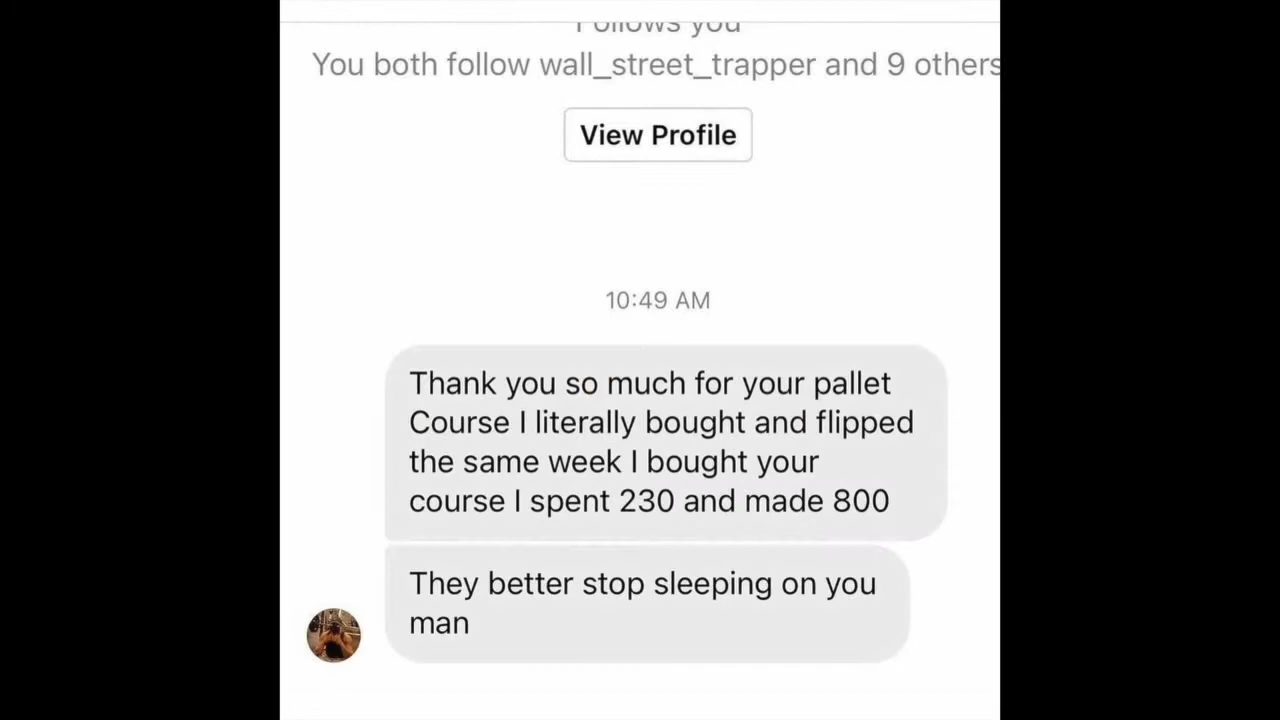 Follows you
You both follow wall_street_trapper and 9 others
View Profile
10:49 AM
Thank you so much for your pallet
Course I literally bought and flipped
the same week I bought your
course I spent 230 and made 800
They better stop sleeping on you
man